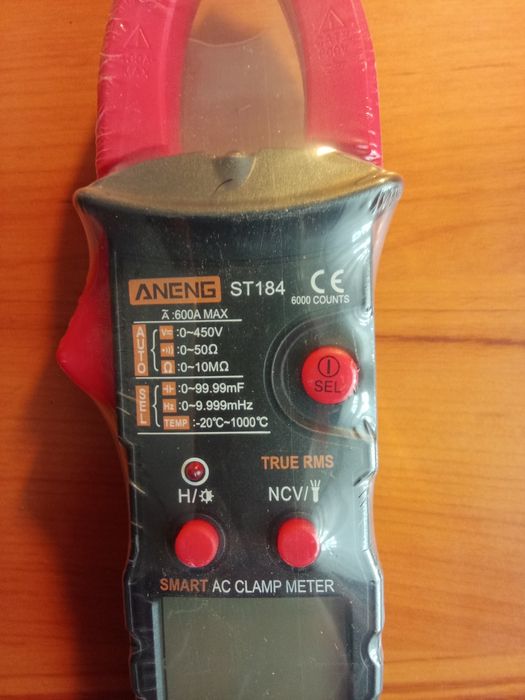 ANENG ST184 CE
6000 COUNTS
A:600A MAX
AUTO
V:0~450V
:0~50Ω
Ω:0~10MΩ
SEL
:0~99.99mF
Hz:0~9.999mHz
TEMP:-20℃~1000℃
SEL
TRUE RMS
H/
NCV/
SMART AC CLAMP METER